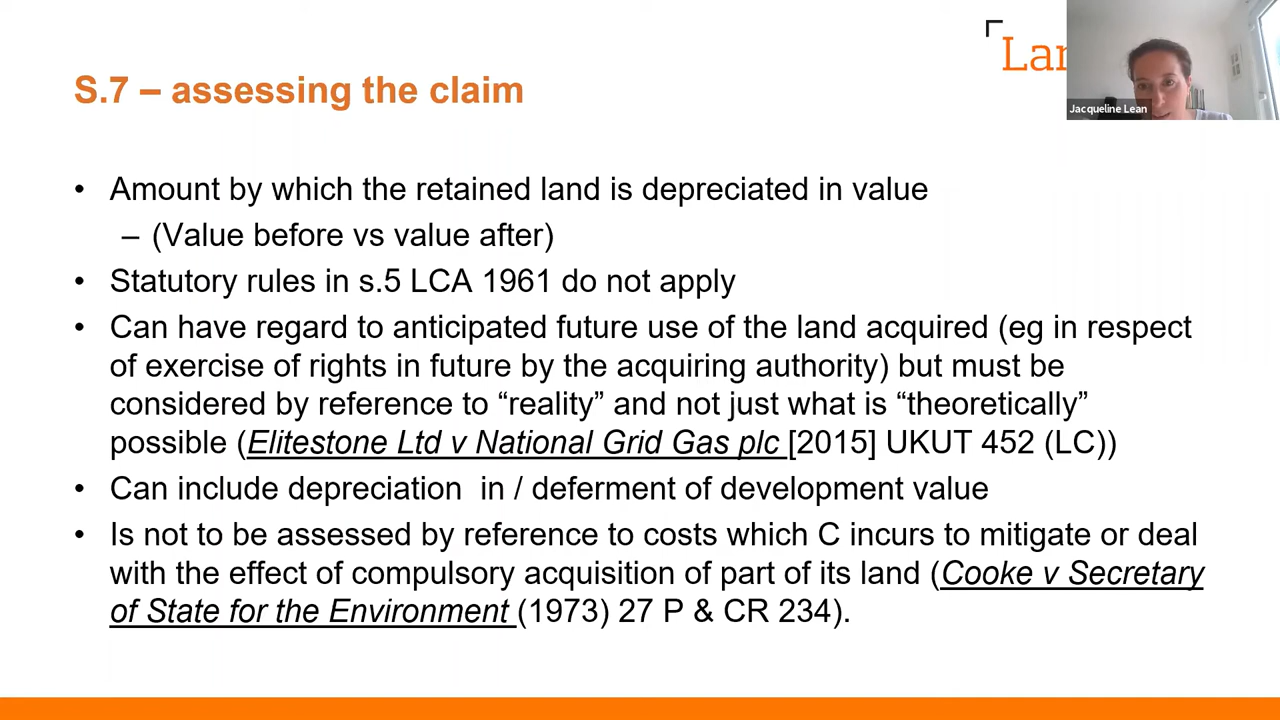 Lan
S.7 – assessing the claim
Jacqueline Lean
• Amount by which the retained land is depreciated in value
– (Value before vs value after)
• Statutory rules in s.5 LCA 1961 do not apply
• Can have regard to anticipated future use of the land acquired (eg in respect
of exercise of rights in future by the acquiring authority) but must be
considered by reference to “reality” and not just what is “theoretically”
possible (Elitestone Ltd v National Grid Gas plc [2015] UKUT 452 (LC))
• Can include depreciation  in / deferment of development value
• Is not to be assessed by reference to costs which C incurs to mitigate or deal
with the effect of compulsory acquisition of part of its land (Cooke v Secretary
of State for the Environment (1973) 27 P & CR 234).